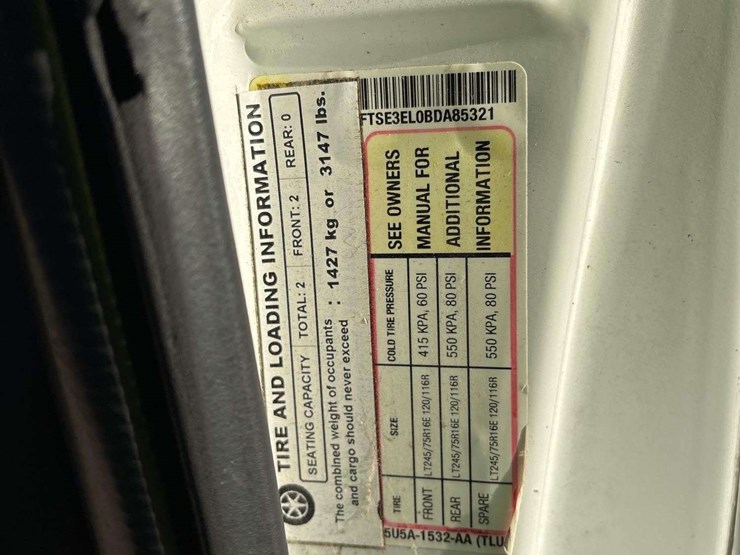 TIRE AND LOADING INFORMATION
SEATING CAPACITY TOTAL: 2 FRONT: 2 REAR: 0
The combined weight of occupants : 1427 kg or 3147 lbs.
and cargo should never exceed
FTSE3EL0BDA85321
TIRE SIZE COLD TIRE PRESSURE
FRONT LT245/75R16E 120/116R 415 KPA, 60 PSI
REAR LT245/75R16E 120/116R 550 KPA, 80 PSI
SPARE LT245/75R16E 120/116R 550 KPA, 80 PSI
SEE OWNERS
MANUAL FOR
ADDITIONAL
INFORMATION
5U5A-1532-AA (TLU